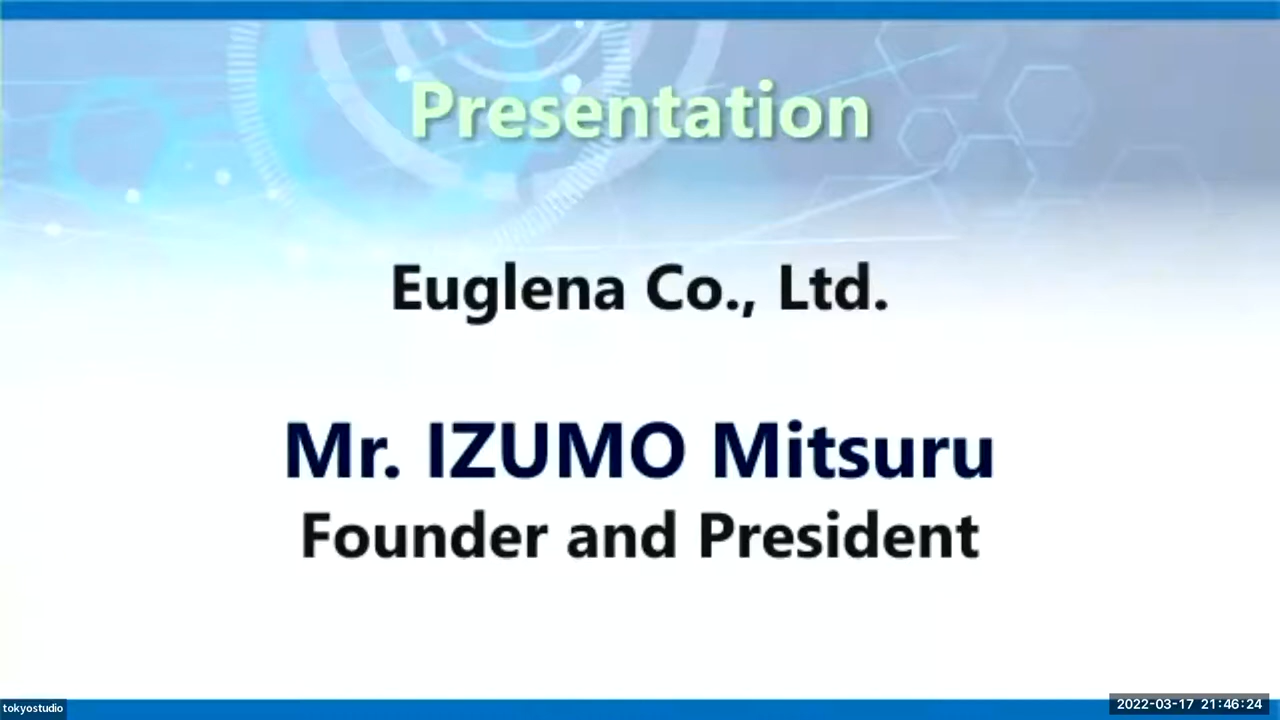 Presentation
Euglena Co., Ltd.
Mr. IZUMO Mitsuru
Founder and President
tokyostudio
2022-03-17 21:46:24